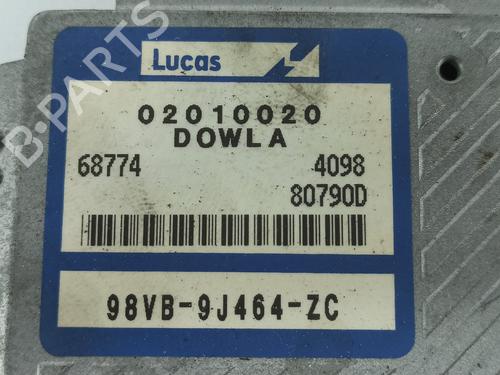 Lucas
02010020
DOWLA
68774 4098
80790D
98VB-9J464-ZC
B-PARTS